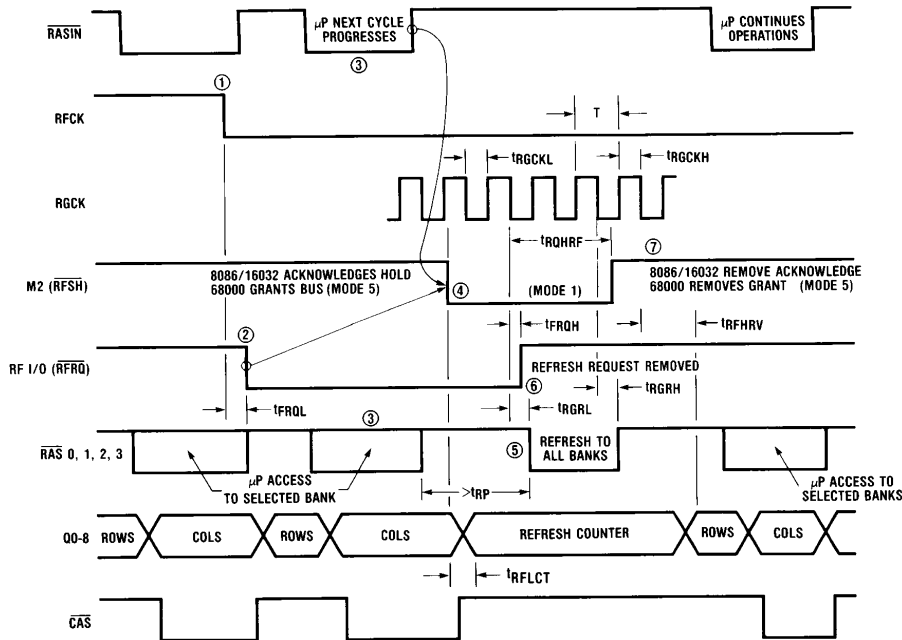 RASIN
μP NEXT CYCLE
PROGRESSES
③
μP CONTINUES
OPERATIONS
①
RFCK
T
tRGCKL
tRGCKH
RGCK
tRQHRF
⑦
M2 (RFSH)
8086/16032 ACKNOWLEDGES HOLD
68000 GRANTS BUS (MODE 5)
④
(MODE 1)
8086/16032 REMOVE ACKNOWLEDGE
68000 REMOVES GRANT (MODE 5)
②
tFRQH
tRFHRV
RF I/O (RFRQ)
REFRESH REQUEST REMOVED
⑥
tFRQL
tRGRL
tRGRH
③
RAS 0, 1, 2, 3
⑤
REFRESH TO
ALL BANKS
μP ACCESS
TO SELECTED BANK
>tRP
μP ACCESS TO
SELECTED BANKS
Q0-8
ROWS
COLS
ROWS
COLS
REFRESH COUNTER
ROWS
COLS
tRFLCT
CAS